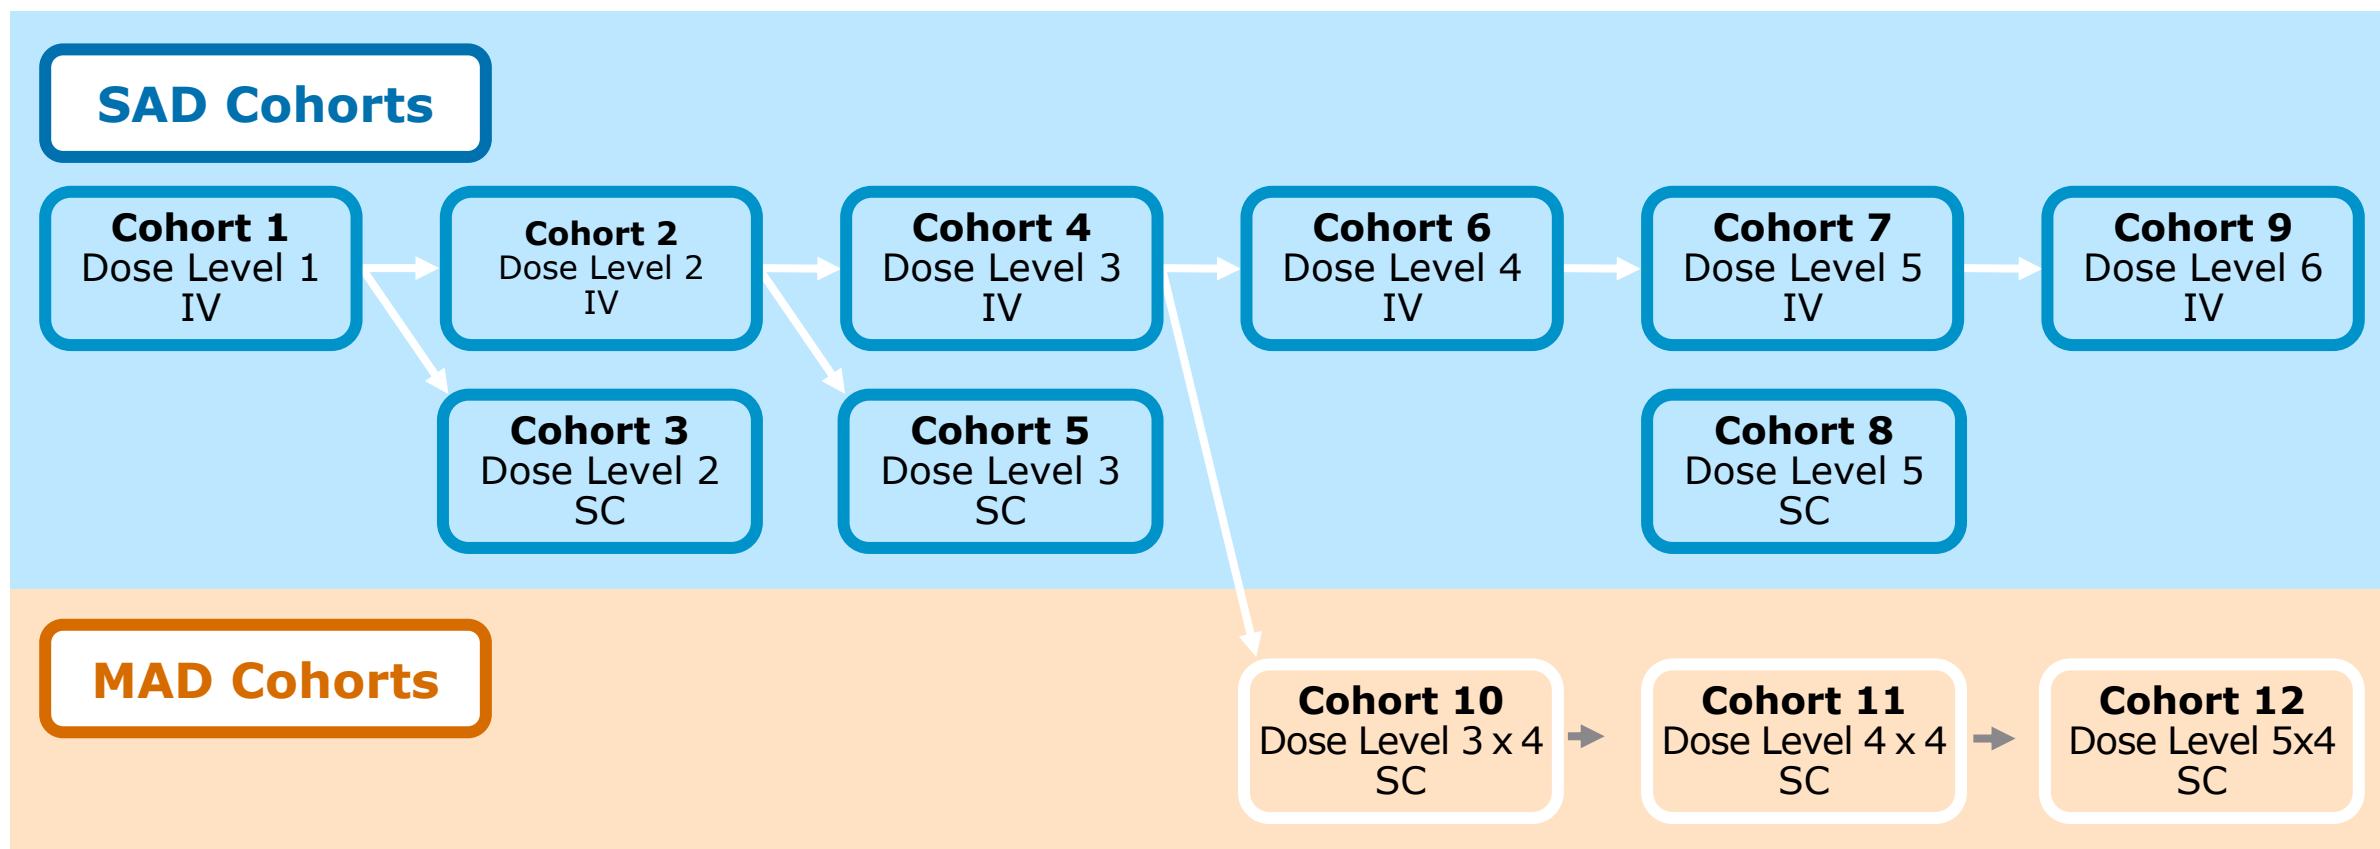 SAD Cohorts
Cohort 1
Dose Level 1
IV
Cohort 2
Dose Level 2
IV
Cohort 4
Dose Level 3
IV
Cohort 6
Dose Level 4
IV
Cohort 7
Dose Level 5
IV
Cohort 9
Dose Level 6
IV
Cohort 3
Dose Level 2
SC
Cohort 5
Dose Level 3
SC
Cohort 8
Dose Level 5
SC
MAD Cohorts
Cohort 10
Dose Level 3 x 4
SC
Cohort 11
Dose Level 4 x 4
SC
Cohort 12
Dose Level 5x4
SC